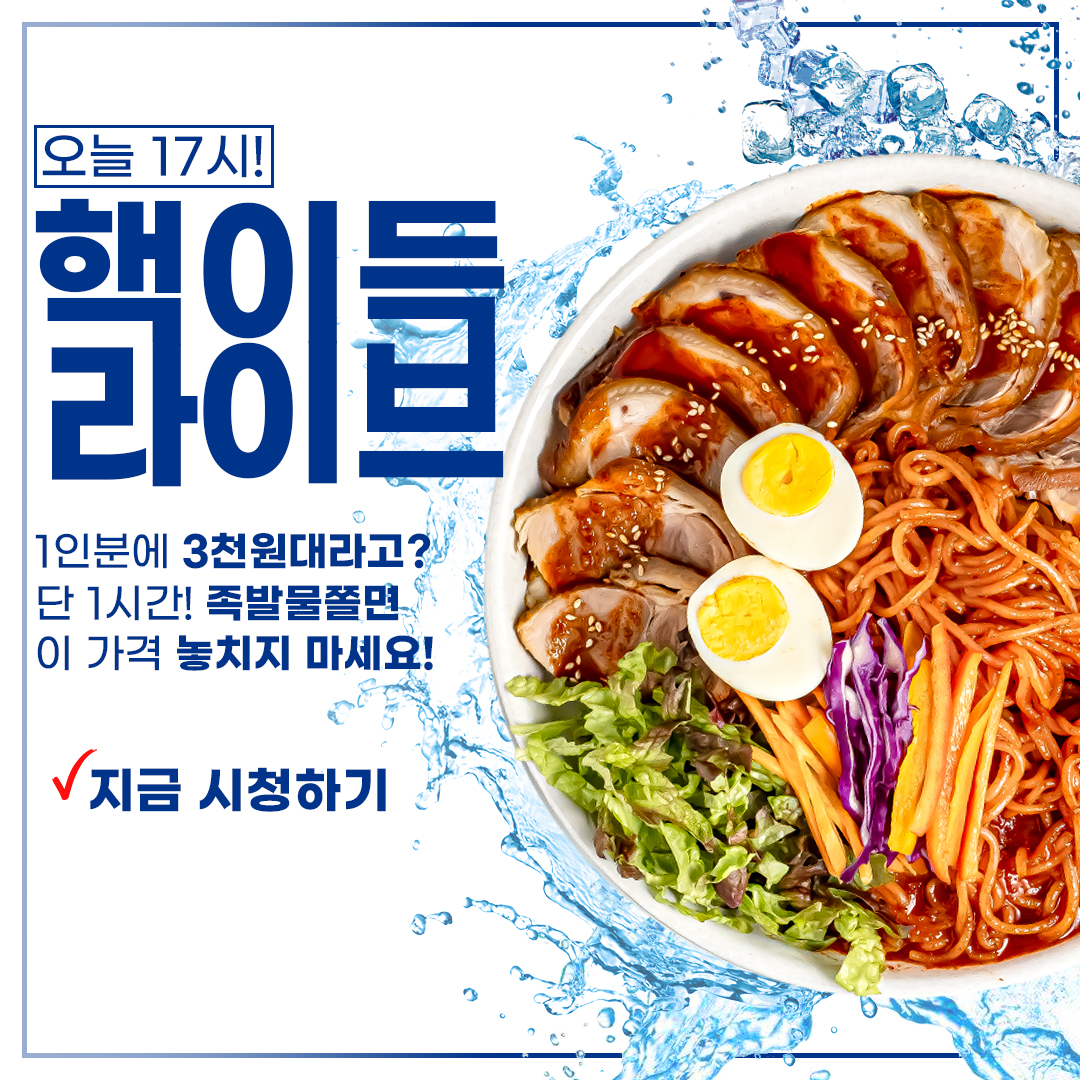 오늘 17시!
핵이득
라이브
1인분에 3천원대라고?
단 1시간! 족발물쫄면
이 가격 놓치지 마세요!
지금 시청하기